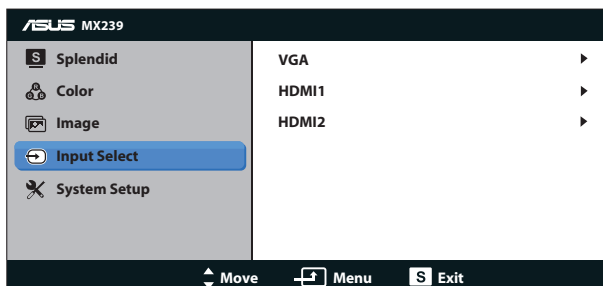 ASUS MX239
S Splendid
Color
Image
Input Select
System Setup
VGA
HDMI1
HDMI2
Move Menu S Exit